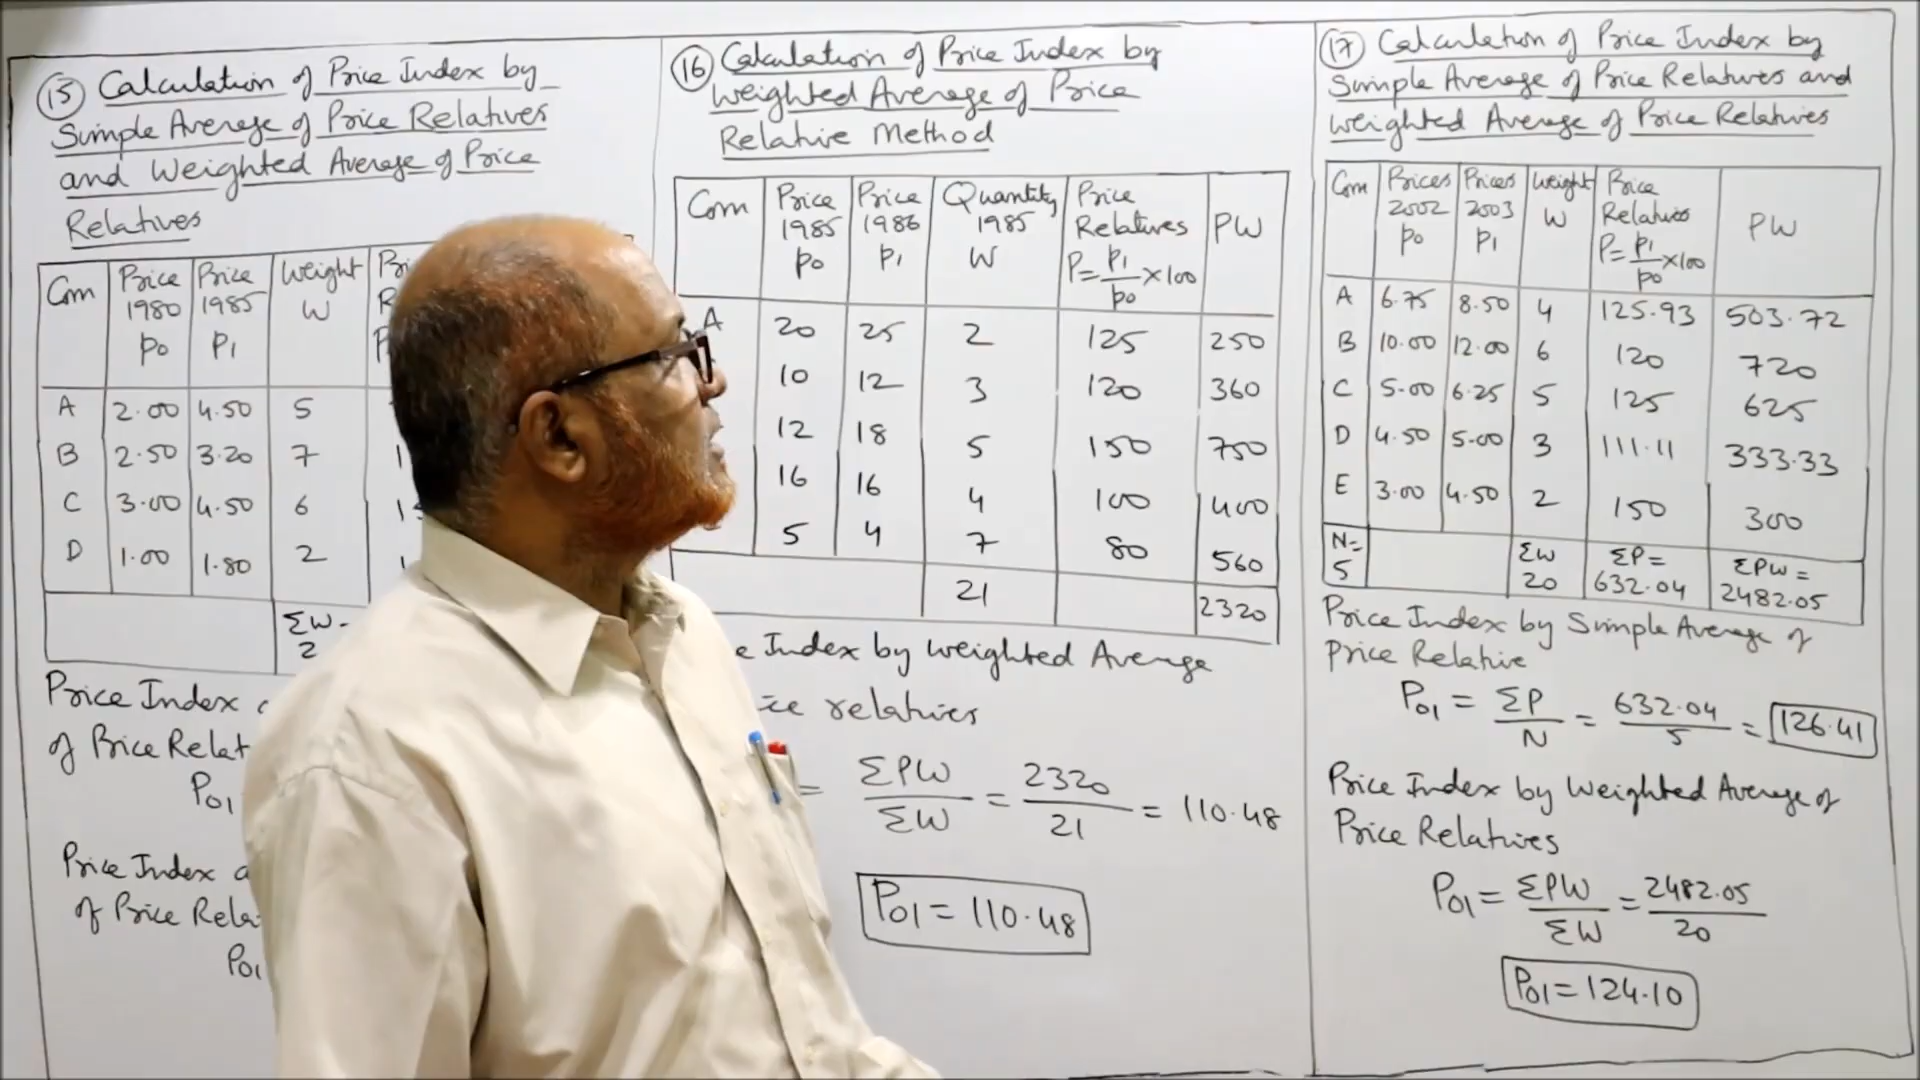 15 Calculation of Price Index by
Simple Average of Price Relatives
and Weighted Average of Price
Relatives
Com Price 1980 p0 Price 1985 P1 Weight W
A 2.00 4.50 5
B 2.50 3.20 7
C 3.00 4.50 6
D 1.00 1.80 2
ΣW
Price Index
of Price
P01
Price Index
of Price
P01
16 Calculation of Price Index by
Weighted Average of Price
Relative Method
Com Price 1985 p0 Price 1986 P1 Quantity 1985 W Price Relatives P=p1/p0×100 PW
A 20 25 2 125 250
10 12 3 120 360
12 18 5 150 750
16 16 4 100 400
5 4 7 80 560
21 2320
Index by Weighted Average
relatives
= ΣPW/ΣW = 2320/21 = 110.48
P01 = 110.48
17 Calculation of Price Index by
Simple Average of Price Relatives and
Weighted Average of Price Relatives
Com Prices 2002 p0 Prices 2003 P1 Weight W Price Relatives P=p1/p0×100 PW
A 6.75 8.50 4 125.93 503.72
B 10.00 12.00 6 120 720
C 5.00 6.25 5 125 625
D 4.50 5.00 3 111.11 333.33
E 3.00 4.50 2 150 300
N=5 ΣW 20 ΣP=632.04 ΣPW=2482.05
Price Index by Simple Average of
Price Relative
P01 = ΣP/N = 632.04/5 = 126.41
Price Index by Weighted Average of
Price Relatives
P01 = ΣPW/ΣW = 2482.05/20
P01 = 124.10